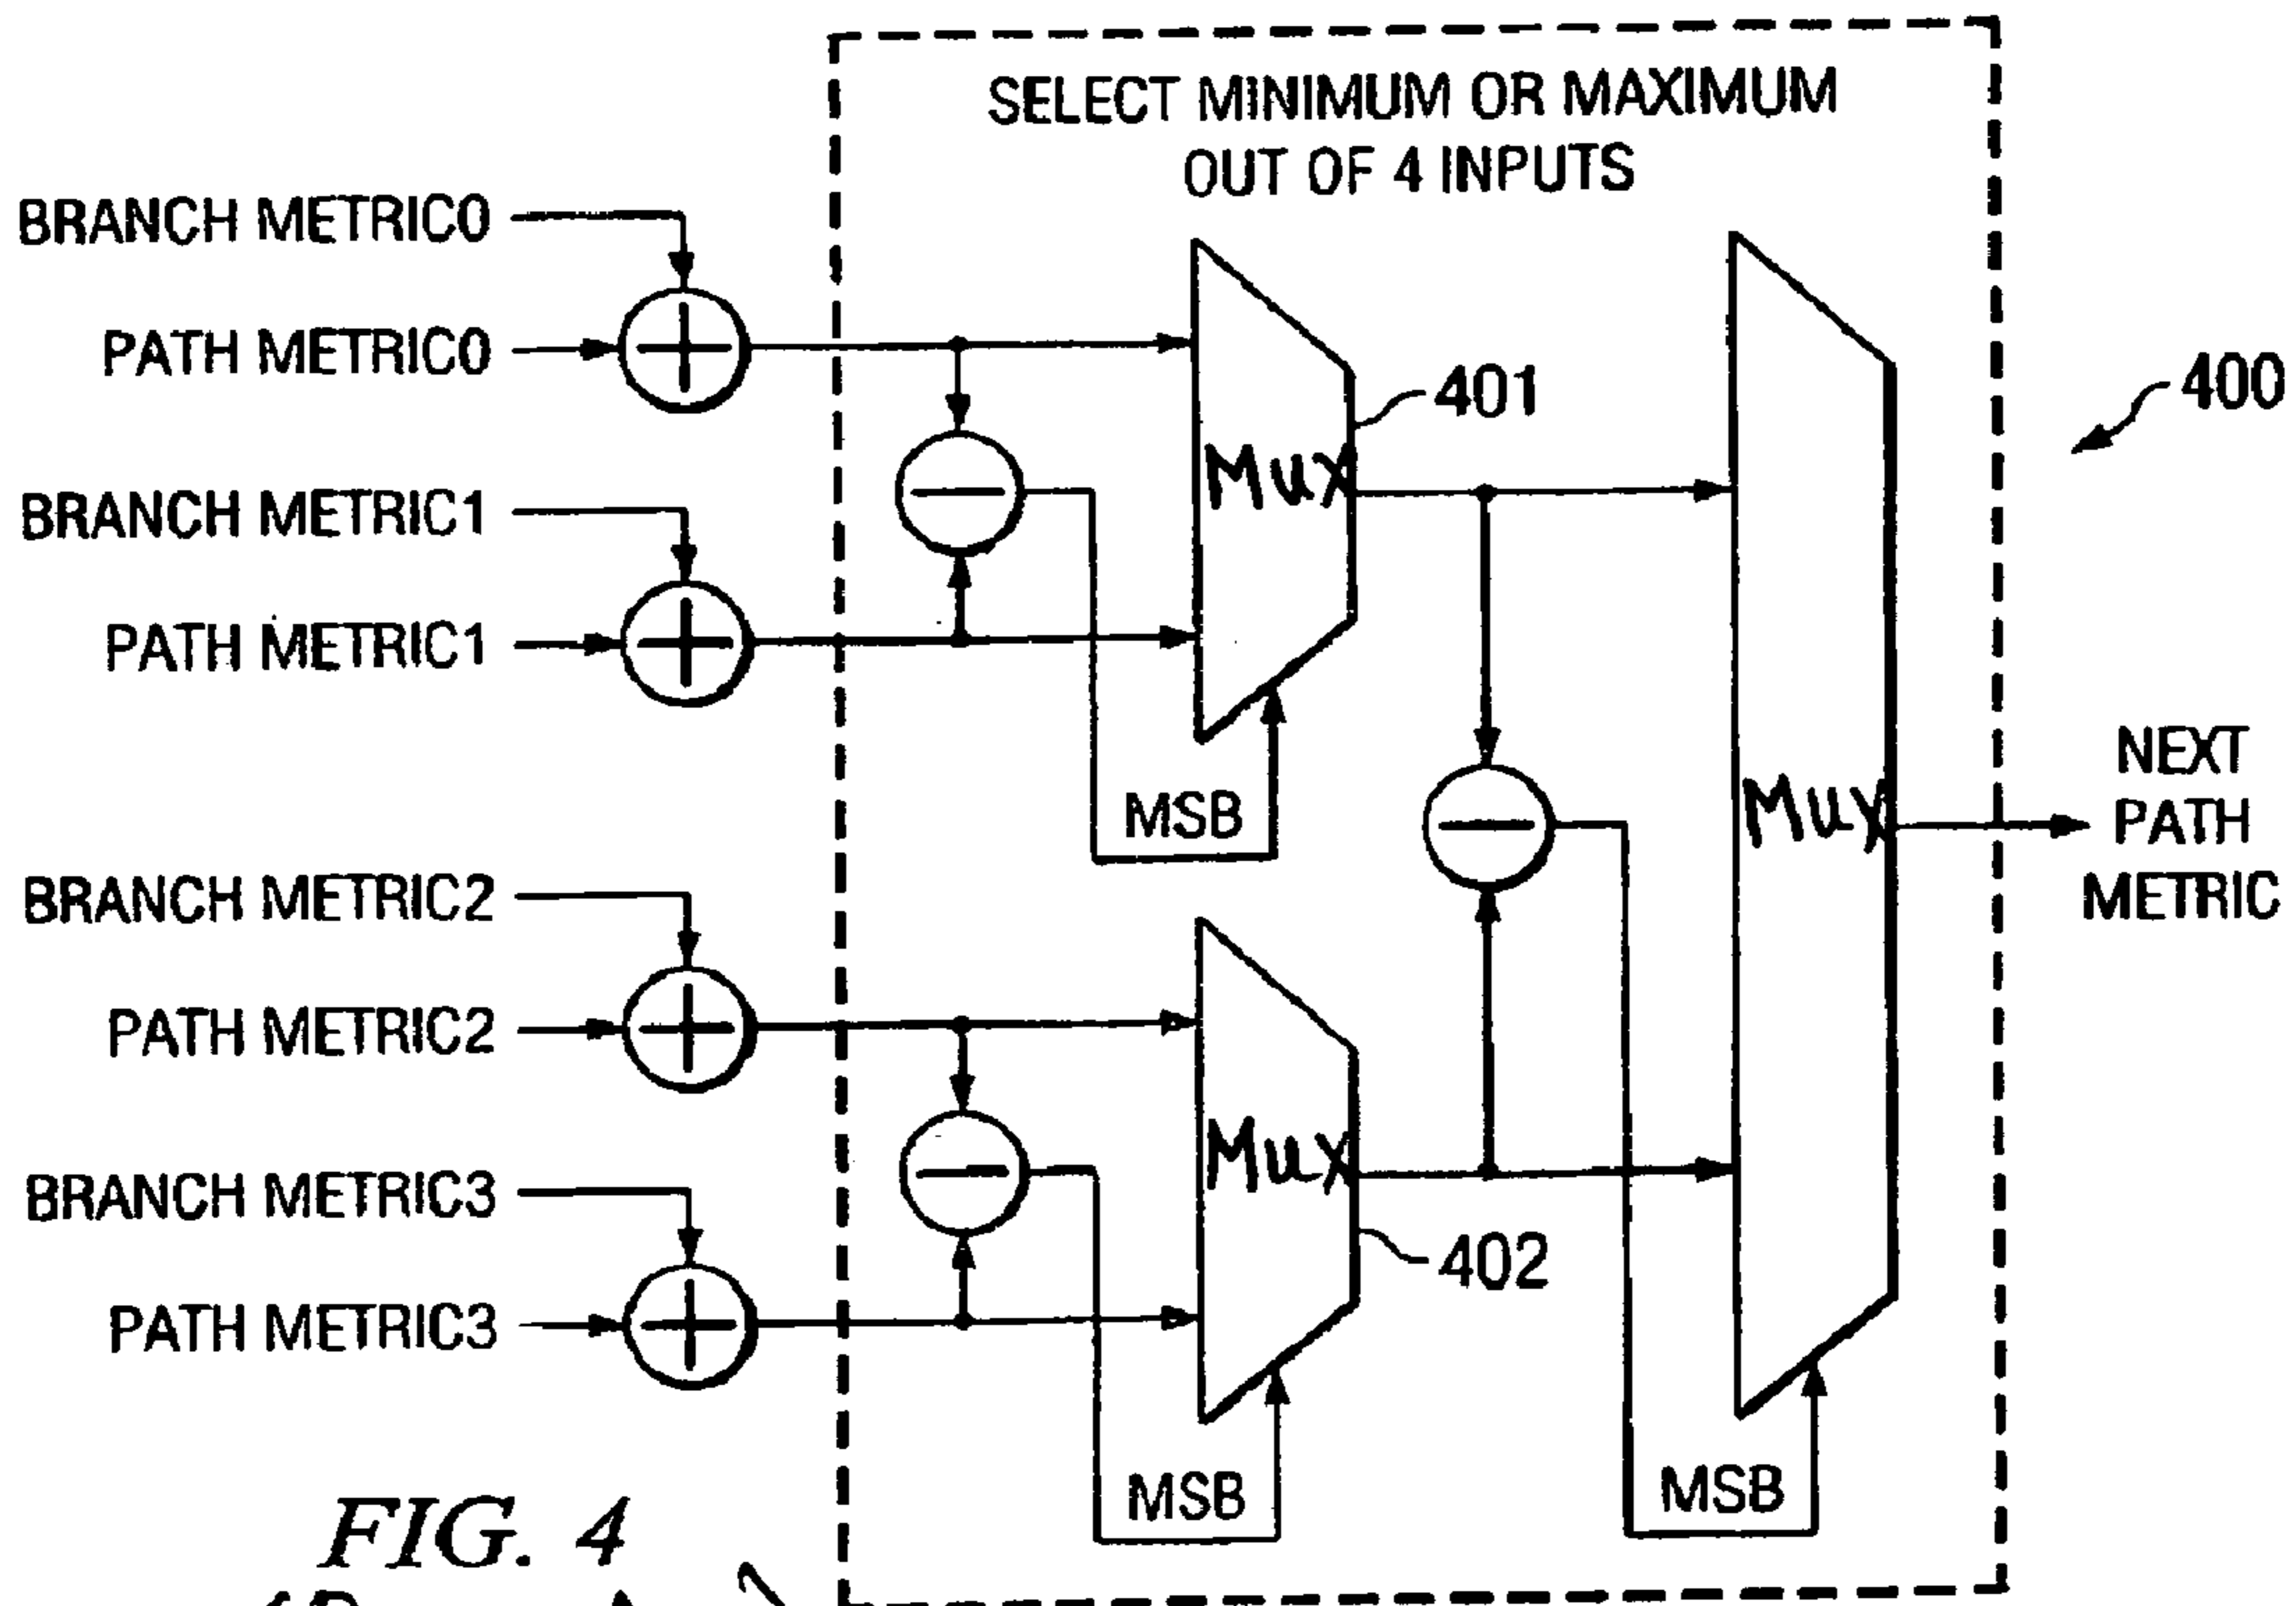 SELECT MINIMUM OR MAXIMUM
OUT OF 4 INPUTS
BRANCH METRIC0
PATH METRIC0
401
400
Mux
BRANCH METRIC1
PATH METRIC1
MSB
Mux
NEXT
PATH
METRIC
BRANCH METRIC2
PATH METRIC2
Mux
BRANCH METRIC3
402
PATH METRIC3
MSB
MSB
FIG. 4